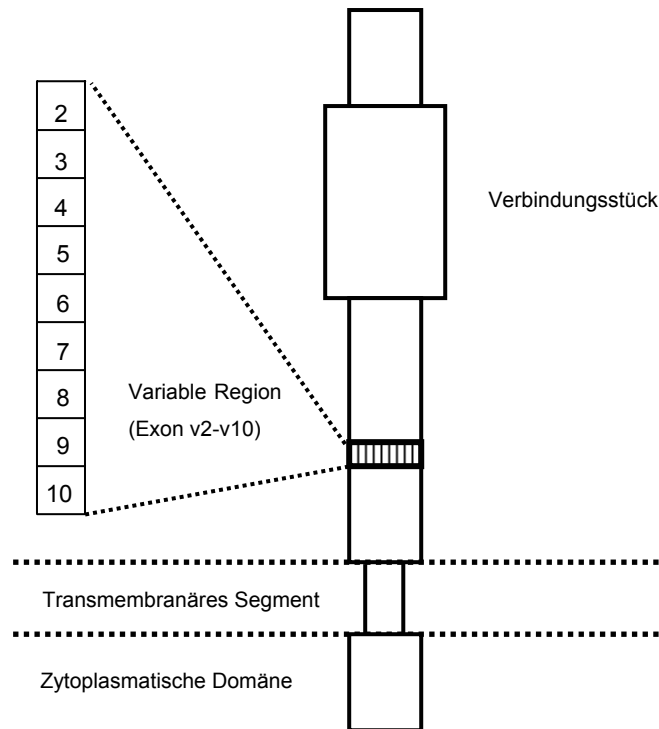 2
3
4
5
6
7
8
9
10
Verbindungsstück
Variable Region
(Exon v2-v10)
Transmembranäres Segment
Zytoplasmatische Domäne